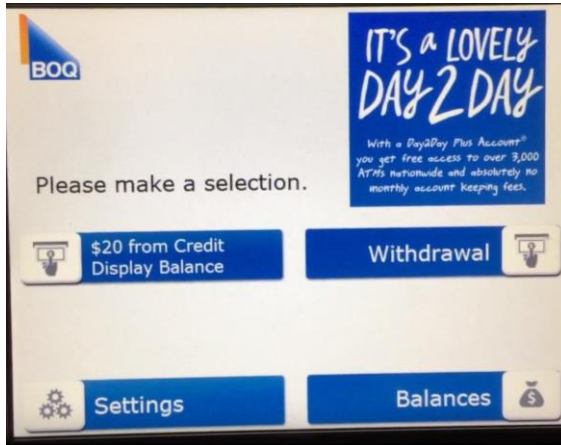 BOQ
IT'S a LOVELY
DAY2DAY
With a Day2Day Plus Account®
you get free access to over 3,000
ATMs nationwide and absolutely no
monthly account keeping fees.
Please make a selection.
$20 from Credit
Display Balance
Withdrawal
Settings
Balances